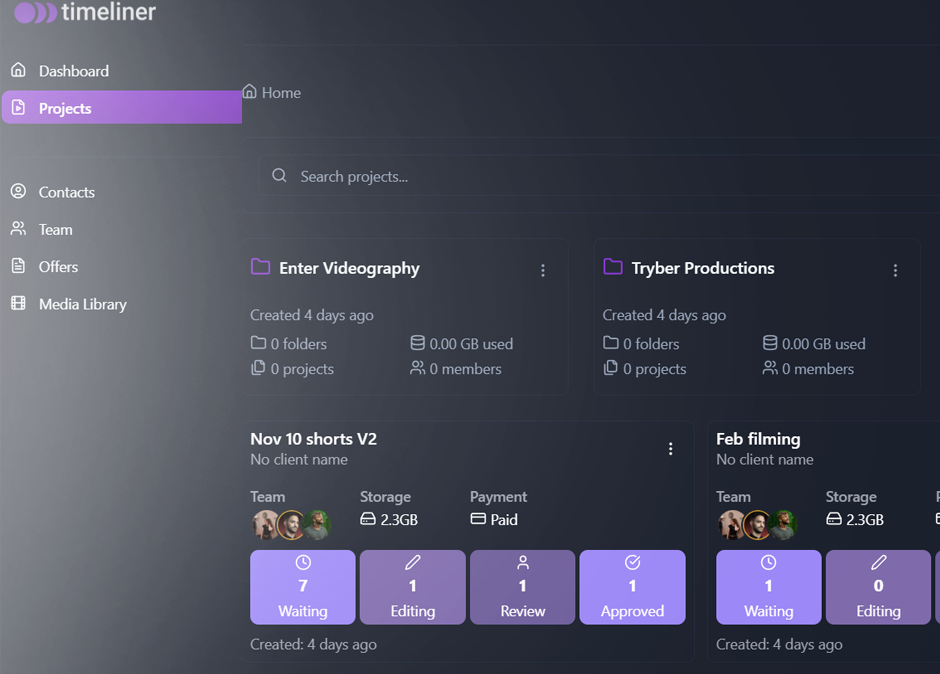 timeliner
Dashboard
Projects
Contacts
Team
Offers
Media Library
Home
Search projects...
Enter Videography
Created 4 days ago
0 folders
0.00 GB used
0 projects
0 members
Tryber Productions
Created 4 days ago
0 folders
0.00 GB used
0 projects
0 members
Nov 10 shorts V2
No client name
Team
Storage
Payment
2.3GB
Paid
7
Waiting
1
Editing
1
Review
1
Approved
Created: 4 days ago
Feb filming
No client name
Team
Storage
2.3GB
1
Waiting
0
Editing
Created: 4 days ago